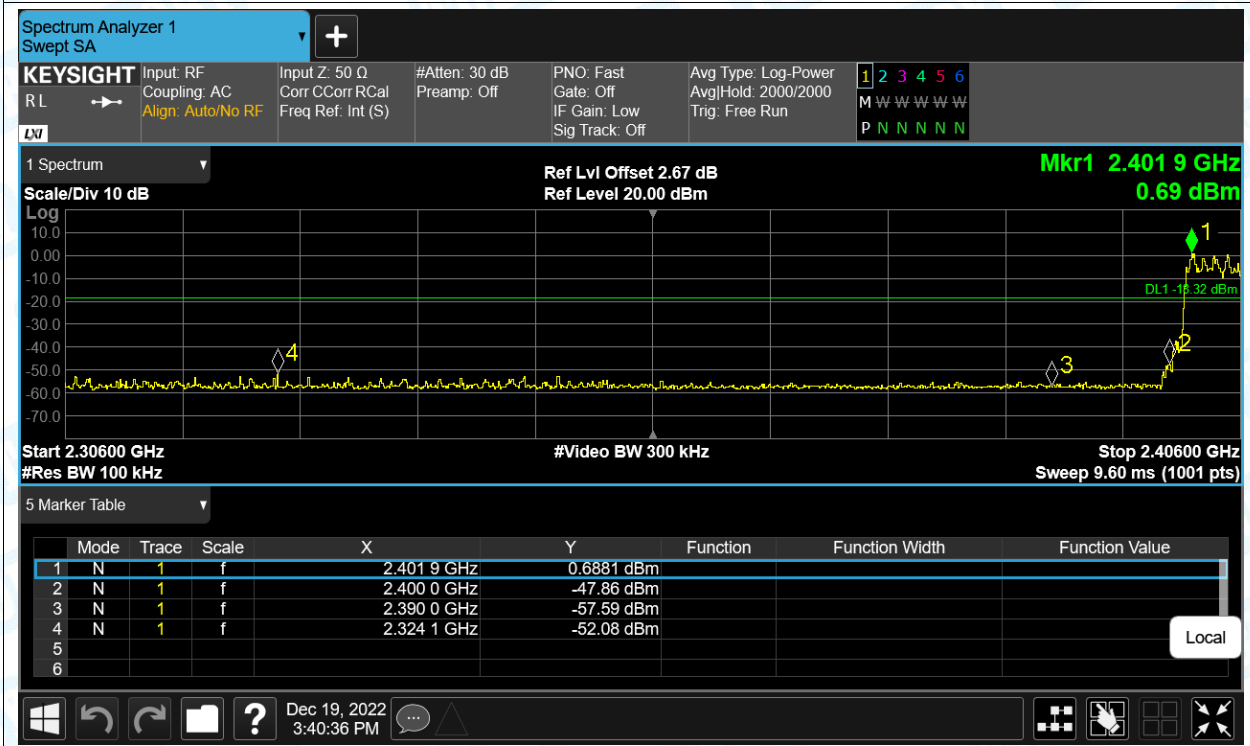 Spectrum Analyzer 1
Swept SA
+
KEYSIGHT
RL
LXI
Input: RF
Coupling: AC
Align: Auto/No RF
Input Z: 50 Ω
Corr CCorr RCal
Freq Ref: Int (S)
#Atten: 30 dB
Preamp: Off
PNO: Fast
Gate: Off
IF Gain: Low
Sig Track: Off
Avg Type: Log-Power
Avg|Hold: 2000/2000
Trig: Free Run
1 2 3 4 5 6
M W W W W W
P N N N N N
1 Spectrum
Scale/Div 10 dB
Ref Lvl Offset 2.67 dB
Ref Level 20.00 dBm
Mkr1 2.401 9 GHz
0.69 dBm
Log
10.0
0.00
-10.0
-20.0
-30.0
-40.0
-50.0
-60.0
-70.0
1
DL1 -18.32 dBm
2
3
4
Start 2.30600 GHz
#Video BW 300 kHz
Stop 2.40600 GHz
#Res BW 100 kHz
Sweep 9.60 ms (1001 pts)
5 Marker Table
Mode Trace Scale X Y Function Function Width Function Value
1 N 1 f 2.401 9 GHz 0.6881 dBm
2 N 1 f 2.400 0 GHz -47.86 dBm
3 N 1 f 2.390 0 GHz -57.59 dBm
4 N 1 f 2.324 1 GHz -52.08 dBm
5
6
Local
?
Dec 19, 2022
3:40:36 PM